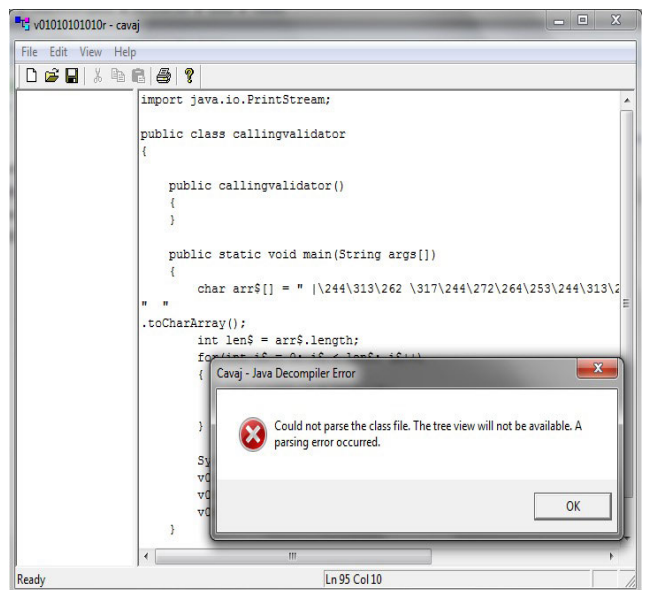 v01010101010r - cavaj
File Edit View Help
import java.io.PrintStream;
public class callingvalidator
{
public callingvalidator()
{
}
public static void main(String args[])
{
char arr$[] = " |\244\313\262 \317\244\272\264\253\244\313\2
" "
.toCharArray();
int len$ = arr$.length;
for(int i$ = 0; i$ < len$; i$++)
{
Cavaj - Java Decompiler Error
Could not parse the class file. The tree view will not be available. A
parsing error occurred.
OK
}
Sy
v0
v0
v0
}
Ready
Ln 95 Col 10